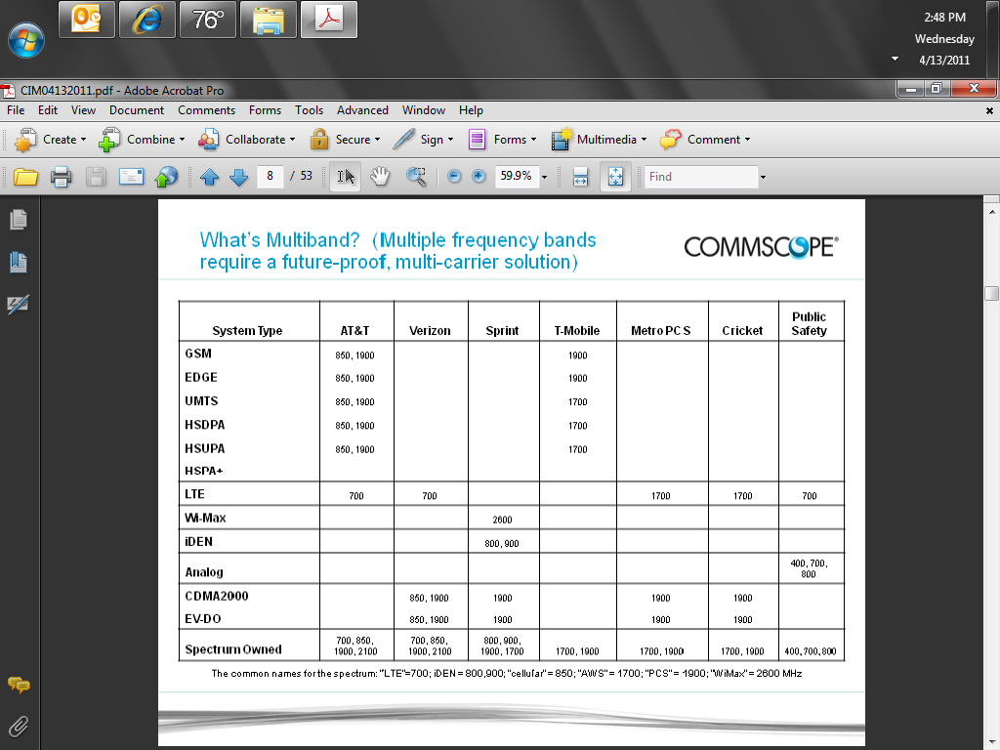 76°
2:48 PM
Wednesday
4/13/2011
CIM04132011.pdf - Adobe Acrobat Pro
File Edit View Document Comments Forms Tools Advanced Window Help
Create Combine Collaborate Secure Sign Forms Multimedia Comment
8 / 53 59.9% Find
What's Multiband? (Multiple frequency bands
require a future-proof, multi-carrier solution)
COMMSCOPE®
System Type AT&T Verizon Sprint T-Mobile Metro PCS Cricket Public Safety
GSM 850, 1900 1900
EDGE 850, 1900 1900
UMTS 850, 1900 1700
HSDPA 850, 1900 1700
HSUPA 850, 1900 1700
HSPA+
LTE 700 700 1700 1700 700
Wi-Max 2600
iDEN 800, 900
Analog 400, 700, 800
CDMA2000 850, 1900 1900 1900 1900
EV-DO 850, 1900 1900 1900 1900
Spectrum Owned 700, 850, 1900, 2100 700, 850, 1900, 2100 800, 900, 1900, 1700 1700, 1900 1700, 1900 1700, 1900 400,700,800
The common names for the spectrum: "LTE"=700; iDEN = 800,900; "cellular" = 850; "AWS" = 1700; "PCS" = 1900; "WiMax" = 2600 MHz